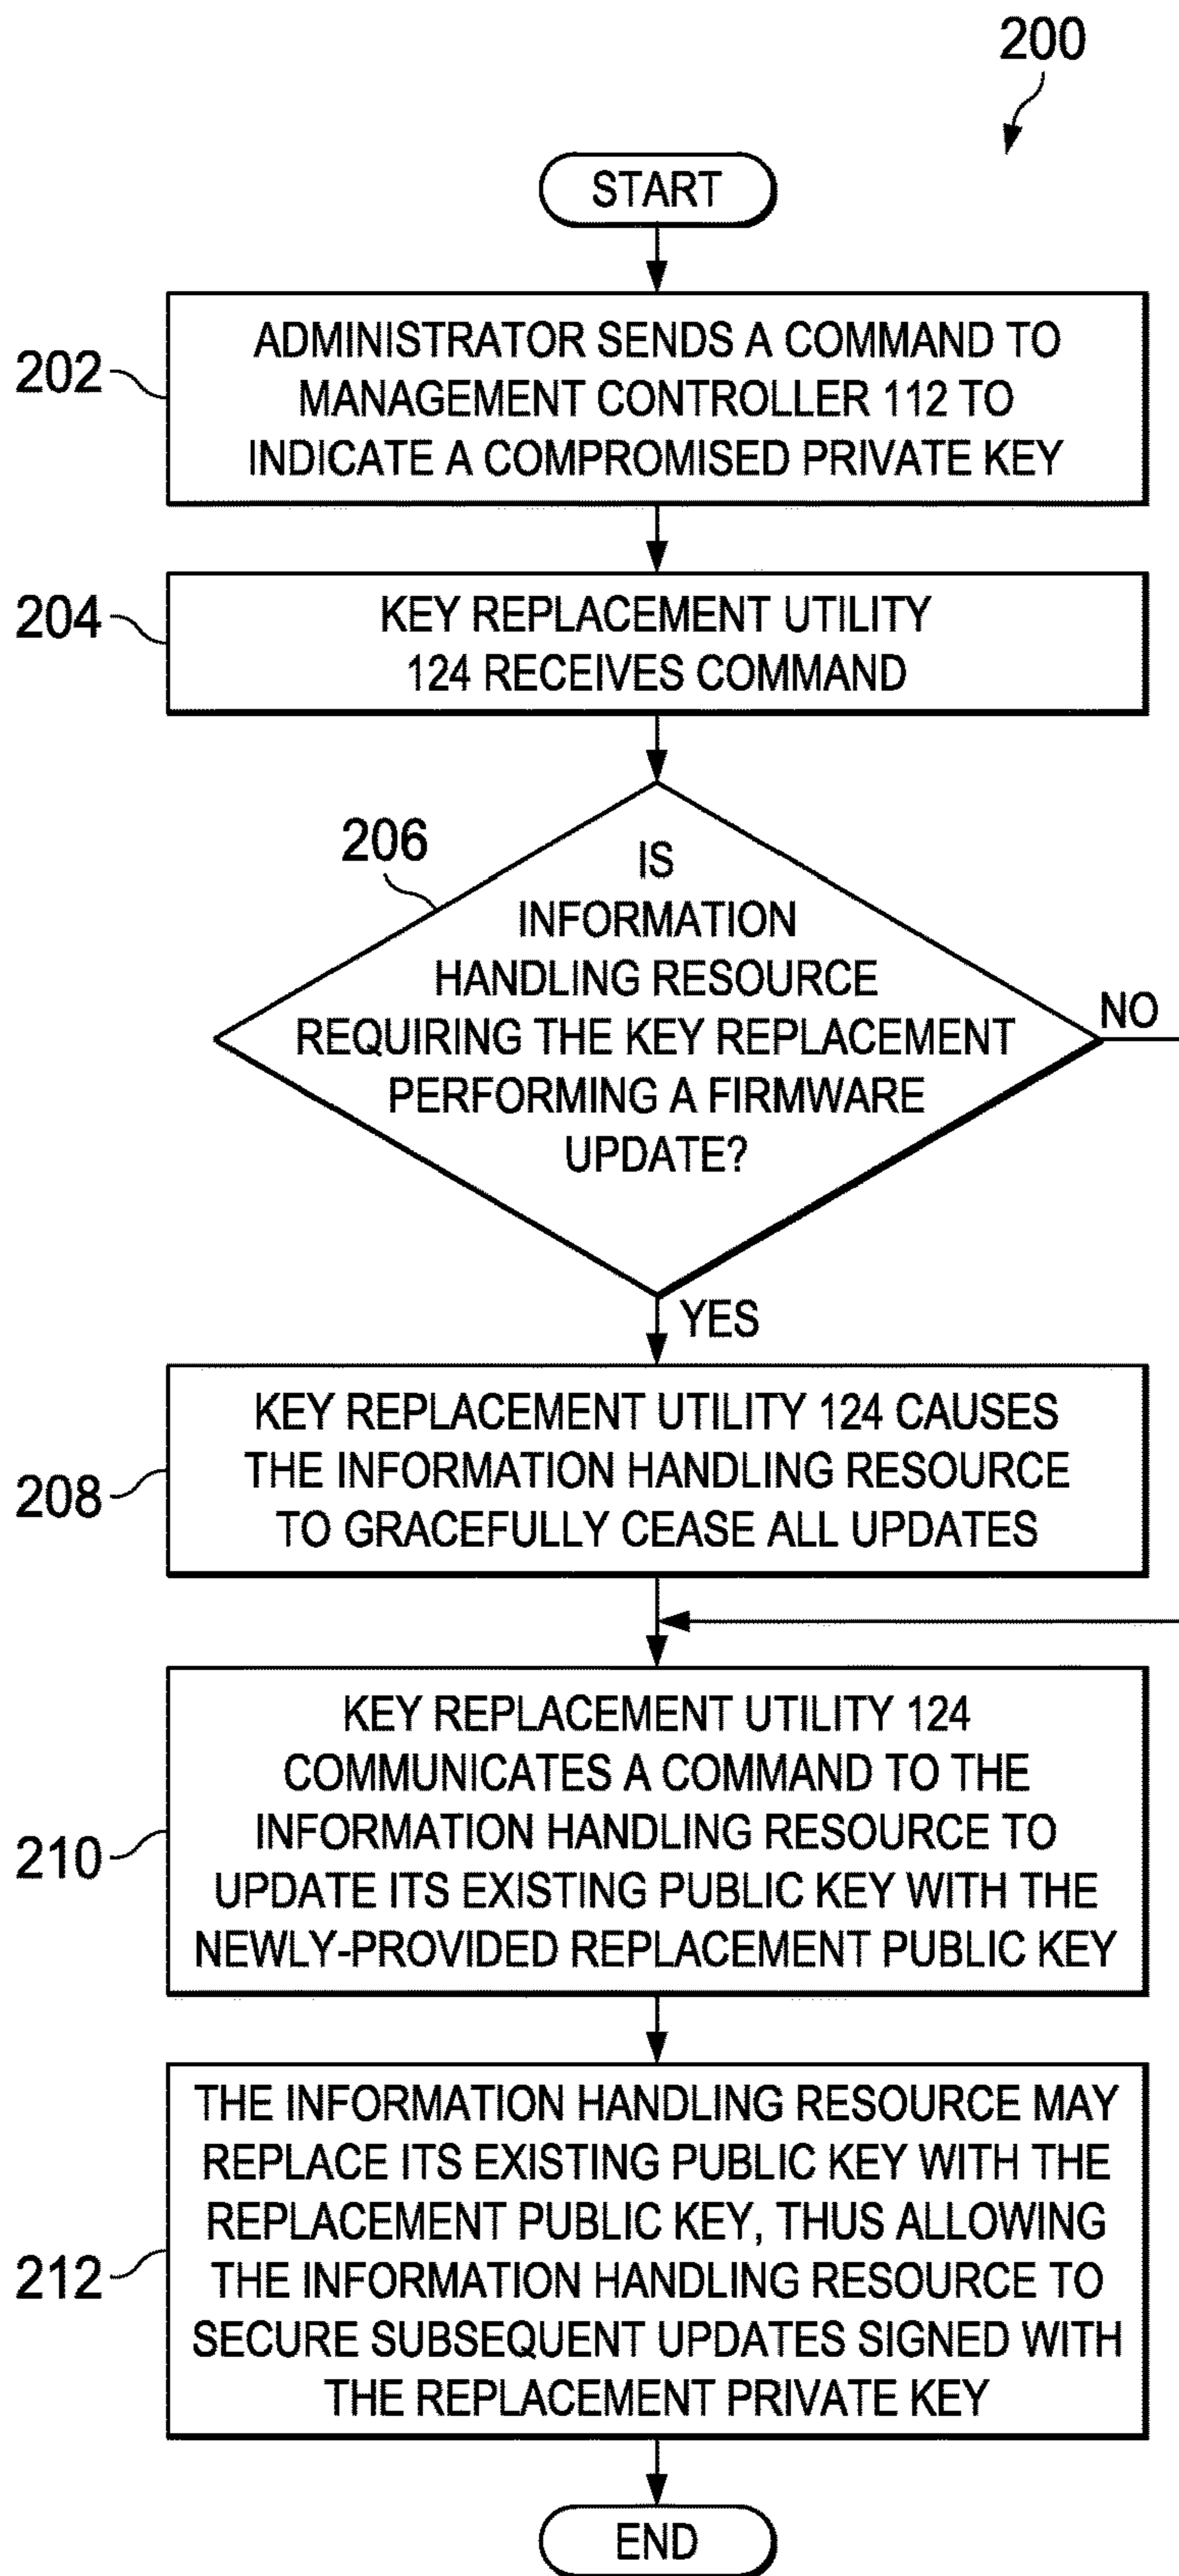 200
START
202
ADMINISTRATOR SENDS A COMMAND TO
MANAGEMENT CONTROLLER 112 TO
INDICATE A COMPROMISED PRIVATE KEY
204
KEY REPLACEMENT UTILITY
124 RECEIVES COMMAND
206
IS
INFORMATION
HANDLING RESOURCE
REQUIRING THE KEY REPLACEMENT
PERFORMING A FIRMWARE
UPDATE?
NO
YES
208
KEY REPLACEMENT UTILITY 124 CAUSES
THE INFORMATION HANDLING RESOURCE
TO GRACEFULLY CEASE ALL UPDATES
210
KEY REPLACEMENT UTILITY 124
COMMUNICATES A COMMAND TO THE
INFORMATION HANDLING RESOURCE TO
UPDATE ITS EXISTING PUBLIC KEY WITH THE
NEWLY-PROVIDED REPLACEMENT PUBLIC KEY
212
THE INFORMATION HANDLING RESOURCE MAY
REPLACE ITS EXISTING PUBLIC KEY WITH THE
REPLACEMENT PUBLIC KEY, THUS ALLOWING
THE INFORMATION HANDLING RESOURCE TO
SECURE SUBSEQUENT UPDATES SIGNED WITH
THE REPLACEMENT PRIVATE KEY
END